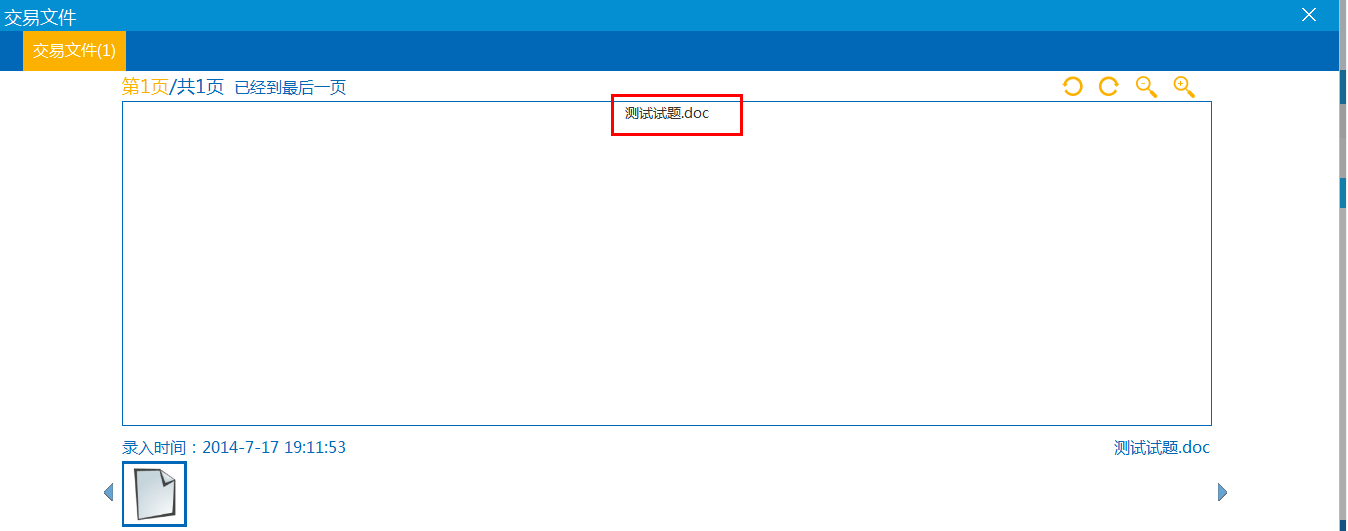 交易文件
交易文件(1)
第1页/共1页 已经到最后一页
测试试题.doc
录入时间：2014-7-17 19:11:53
测试试题.doc